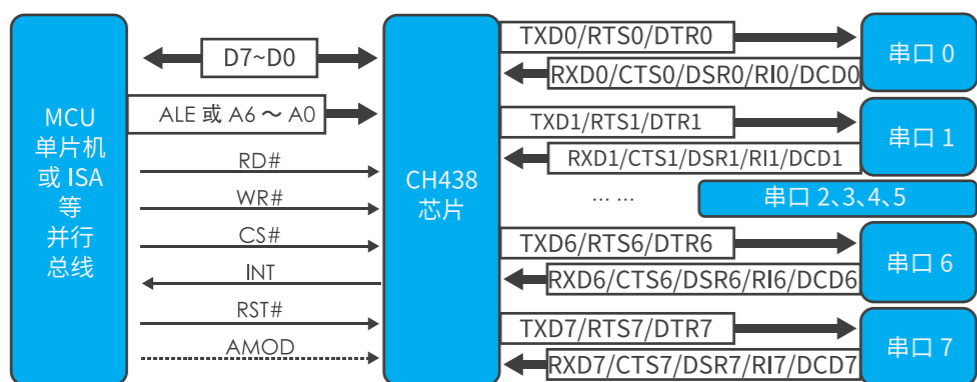 MCU
单片机
或 ISA
等
并行
总线
D7~D0
ALE 或 A6 ～ A0
RD#
WR#
CS#
INT
RST#
AMOD
CH438
芯片
TXD0/RTS0/DTR0
RXD0/CTS0/DSR0/RI0/DCD0
串口 0
TXD1/RTS1/DTR1
RXD1/CTS1/DSR1/RI1/DCD1
串口 1
... ...
串口 2、3、4、5
TXD6/RTS6/DTR6
RXD6/CTS6/DSR6/RI6/DCD6
串口 6
TXD7/RTS7/DTR7
RXD7/CTS7/DSR7/RI7/DCD7
串口 7